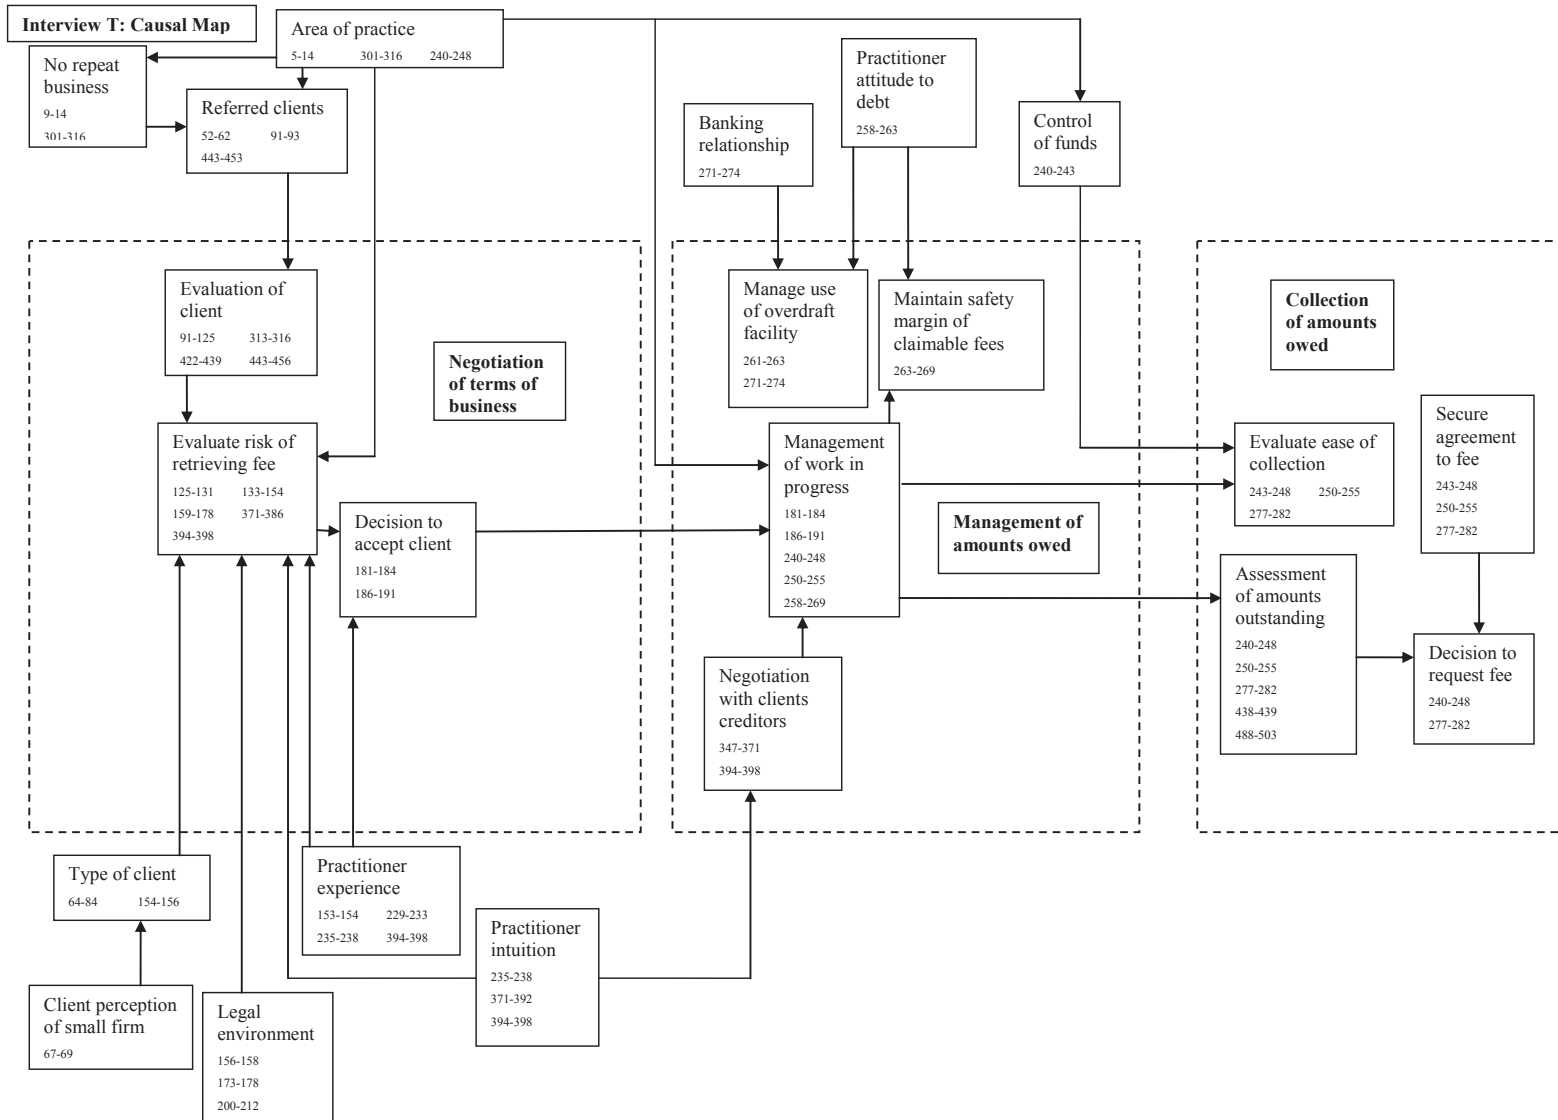 Interview T: Causal Map
Area of practice
5-14 301-316 240-248
No repeat
business
9-14
301-316
Referred clients
52-62 91-93
443-453
Banking
relationship
271-274
Practitioner
attitude to
debt
258-263
Control
of funds
240-243
Evaluation of
client
91-125 313-316
422-439 443-456
Negotiation
of terms of
business
Evaluate risk of
retrieving fee
125-131 133-154
159-178 371-386
394-398
Decision to
accept client
181-184
186-191
Manage use
of overdraft
facility
261-263
271-274
Maintain safety
margin of
claimable fees
263-269
Management
of work in
progress
181-184
186-191
240-248
250-255
258-269
Management of
amounts owed
Negotiation
with clients
creditors
347-371
394-398
Collection
of amounts
owed
Evaluate ease of
collection
243-248 250-255
277-282
Secure
agreement
to fee
243-248
250-255
277-282
Assessment
of amounts
outstanding
240-248
250-255
277-282
438-439
488-503
Decision to
request fee
240-248
277-282
Type of client
64-84 154-156
Practitioner
experience
153-154 229-233
235-238 394-398
Practitioner
intuition
235-238
371-392
394-398
Client perception
of small firm
67-69
Legal
environment
156-158
173-178
200-212